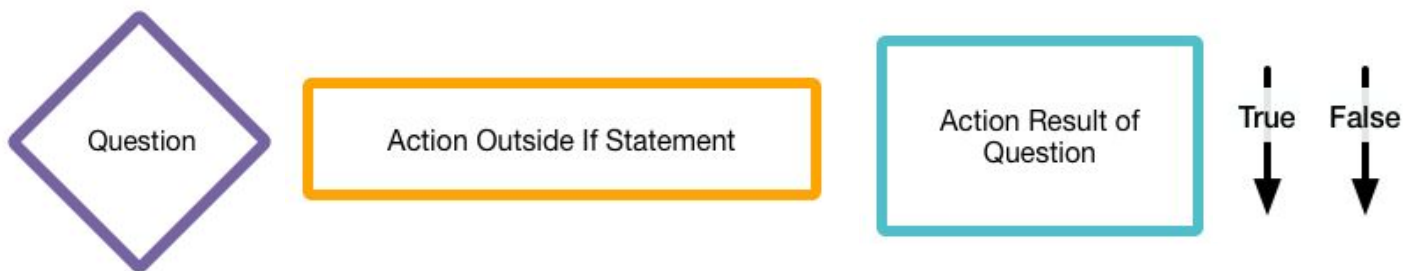 Question
Action Outside If Statement
Action Result of
Question
True
False